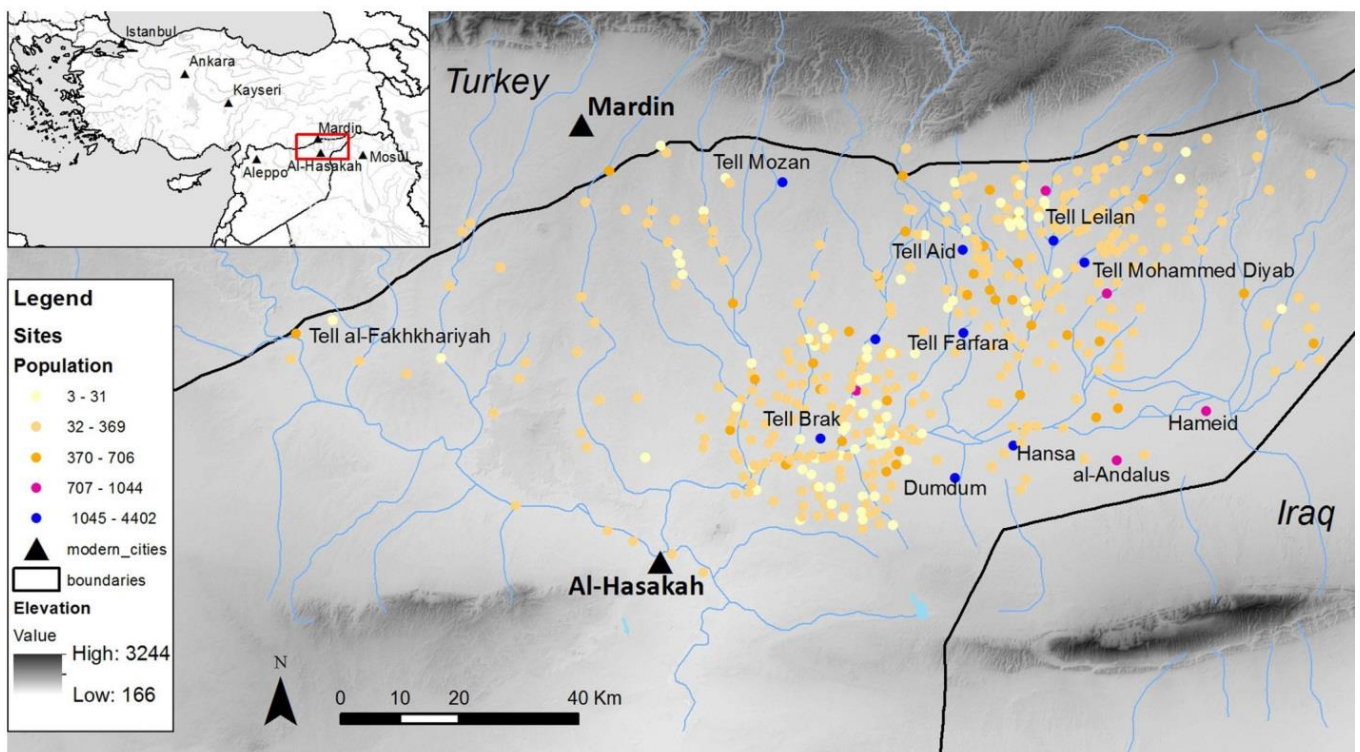 Istanbul
Ankara
Kayseri
Mardin
Al-Hasakah
Aleppo
Mosul
Turkey
Mardin
Tell Mozan
Tell Leilan
Tell Aid
Tell Mohammed Diyab
Tell al-Fakhkhariyah
Tell Farfara
Tell Brak
Hameid
Hansa
al-Andalus
Dumdum
Iraq
Al-Hasakah
Legend
Sites
Population
3 - 31
32 - 369
370 - 706
707 - 1044
1045 - 4402
modern_cities
boundaries
Elevation
Value
High: 3244
Low: 166
N
0 10 20 40 Km